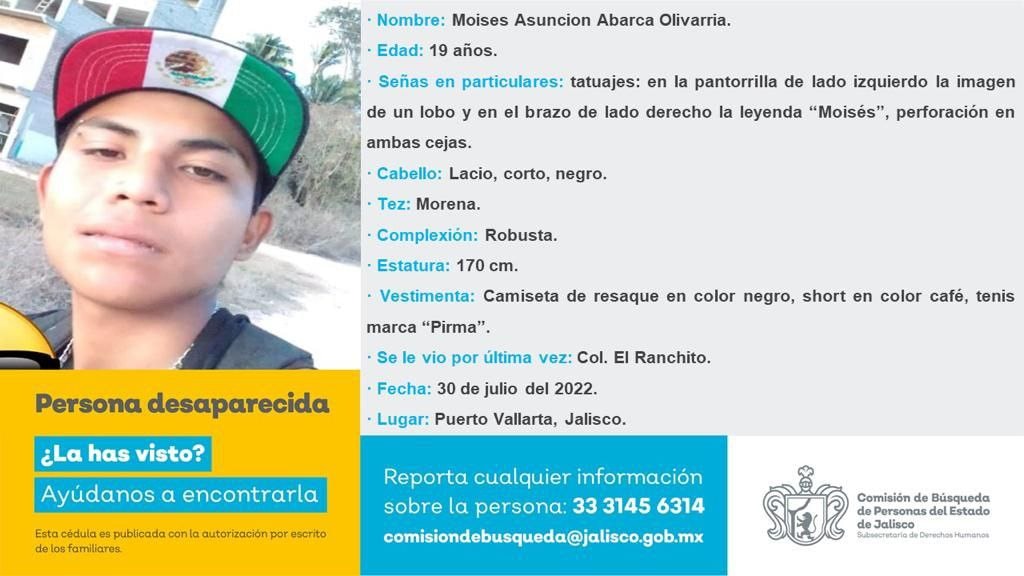 · Nombre: Moises Asuncion Abarca Olivarria.
· Edad: 19 años.
· Señas en particulares: tatuajes: en la pantorrilla de lado izquierdo la imagen
de un lobo y en el brazo de lado derecho la leyenda “Moisés”, perforación en
ambas cejas.
· Cabello: Lacio, corto, negro.
· Tez: Morena.
· Complexión: Robusta.
· Estatura: 170 cm.
· Vestimenta: Camiseta de resaque en color negro, short en color café, tenis
marca “Pirma”.
· Se le vio por última vez: Col. El Ranchito.
· Fecha: 30 de julio del 2022.
· Lugar: Puerto Vallarta, Jalisco.
Persona desaparecida
¿La has visto?
Ayúdanos a encontrarla
Esta cédula es publicada con la autorización por escrito
de los familiares.
Reporta cualquier información
sobre la persona: 33 3145 6314
comisiondebusqueda@jalisco.gob.mx
Comisión de Búsqueda
de Personas del Estado
de Jalisco
Subsecretaría de Derechos Humanos